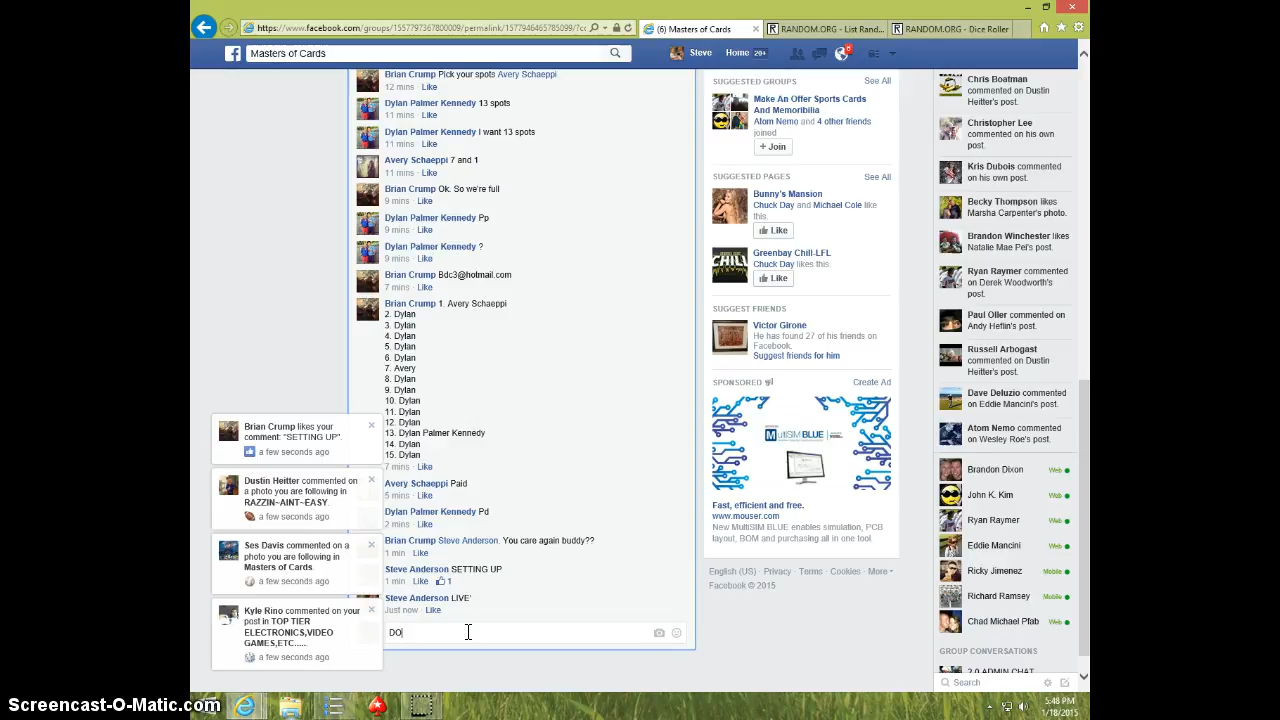 https://www.facebook.com/groups/1557797367800009/permalink/1577946465785099/?cc
(6) Masters of Cards
RANDOM.ORG - List Rand...
RANDOM.ORG - Dice Roller
Masters of Cards
Steve
Home 20+
6
Brian Crump Pick your spots Avery Schaeppi
12 mins · Like
Dylan Palmer Kennedy 13 spots
11 mins · Like
Dylan Palmer Kennedy I want 13 spots
11 mins · Like
Avery Schaeppi 7 and 1
11 mins · Like
Brian Crump Ok. So we're full
9 mins · Like
Dylan Palmer Kennedy Pp
9 mins · Like
Dylan Palmer Kennedy ?
9 mins · Like
Brian Crump Bdc3@hotmail.com
7 mins · Like
Brian Crump 1. Avery Schaeppi
2. Dylan
3. Dylan
4. Dylan
5. Dylan
6. Dylan
7. Avery
8. Dylan
9. Dylan
10. Dylan
11. Dylan
12. Dylan
13. Dylan Palmer Kennedy
14. Dylan
15. Dylan
7 mins · Like
Avery Schaeppi Paid
5 mins · Like
Dylan Palmer Kennedy Pd
2 mins · Like
Brian Crump Steve Anderson. You care again buddy??
1 min · Like
Steve Anderson SETTING UP
1 min · Like · 1
Steve Anderson LIVE'
Just now · Like
DO
Brian Crump likes your
comment: "SETTING UP".
a few seconds ago
Dustin Heitter commented on
a photo you are following in
RAZZIN~AINT~EASY.
a few seconds ago
Ses Davis commented on a
photo you are following in
Masters of Cards.
a few seconds ago
Kyle Rino commented on your
post in TOP TIER
ELECTRONICS,VIDEO
GAMES,ETC.....
a few seconds ago
SUGGESTED GROUPS
See All
Make An Offer Sports Cards
And Memoribilia
Atom Nemo and 4 other friends
joined
+ Join
SUGGESTED PAGES
See All
Bunny's Mansion
Chuck Day and Michael Cole like
this.
Like
Greenbay Chill-LFL
Chuck Day likes this.
Like
SUGGEST FRIENDS
Victor Girone
He has found 27 of his friends on
Facebook.
Suggest friends for him
SPONSORED
Create Ad
MultiSIM BLUE
Fast, efficient and free.
www.mouser.com
New MultiSIM BLUE enables simulation, PCB
layout, BOM and purchasing all in one tool.
English (US) · Privacy · Terms · Cookies · More
Facebook © 2015
Chris Boatman
commented on Dustin
Heitter's post.
Christopher Lee
commented on his own
post.
Kris Dubois commented
on his own post.
Becky Thompson likes
Marsha Carpenter's photo.
Brandon Winchester likes
Natalie Mae Pei's post.
Ryan Raymer commented
on Derek Woodworth's
post.
Paul Oller commented on
Andy Heflin's post.
Russell Arbogast
commented on Dustin
Heitter's post.
Dave Deluzio commented
on Eddie Mancini's post.
Atom Nemo commented
on Wesley Roe's post.
Brandon Dixon Web
John K. Kim Web
Ryan Raymer Web
Eddie Mancini Web
Ricky Jimenez Mobile
Richard Ramsey Mobile
Chad Michael Pfab Web
GROUP CONVERSATIONS
2.0 ADMIN CHAT
Search
5:48 PM
1/18/2015
Screencast-O-Matic.com